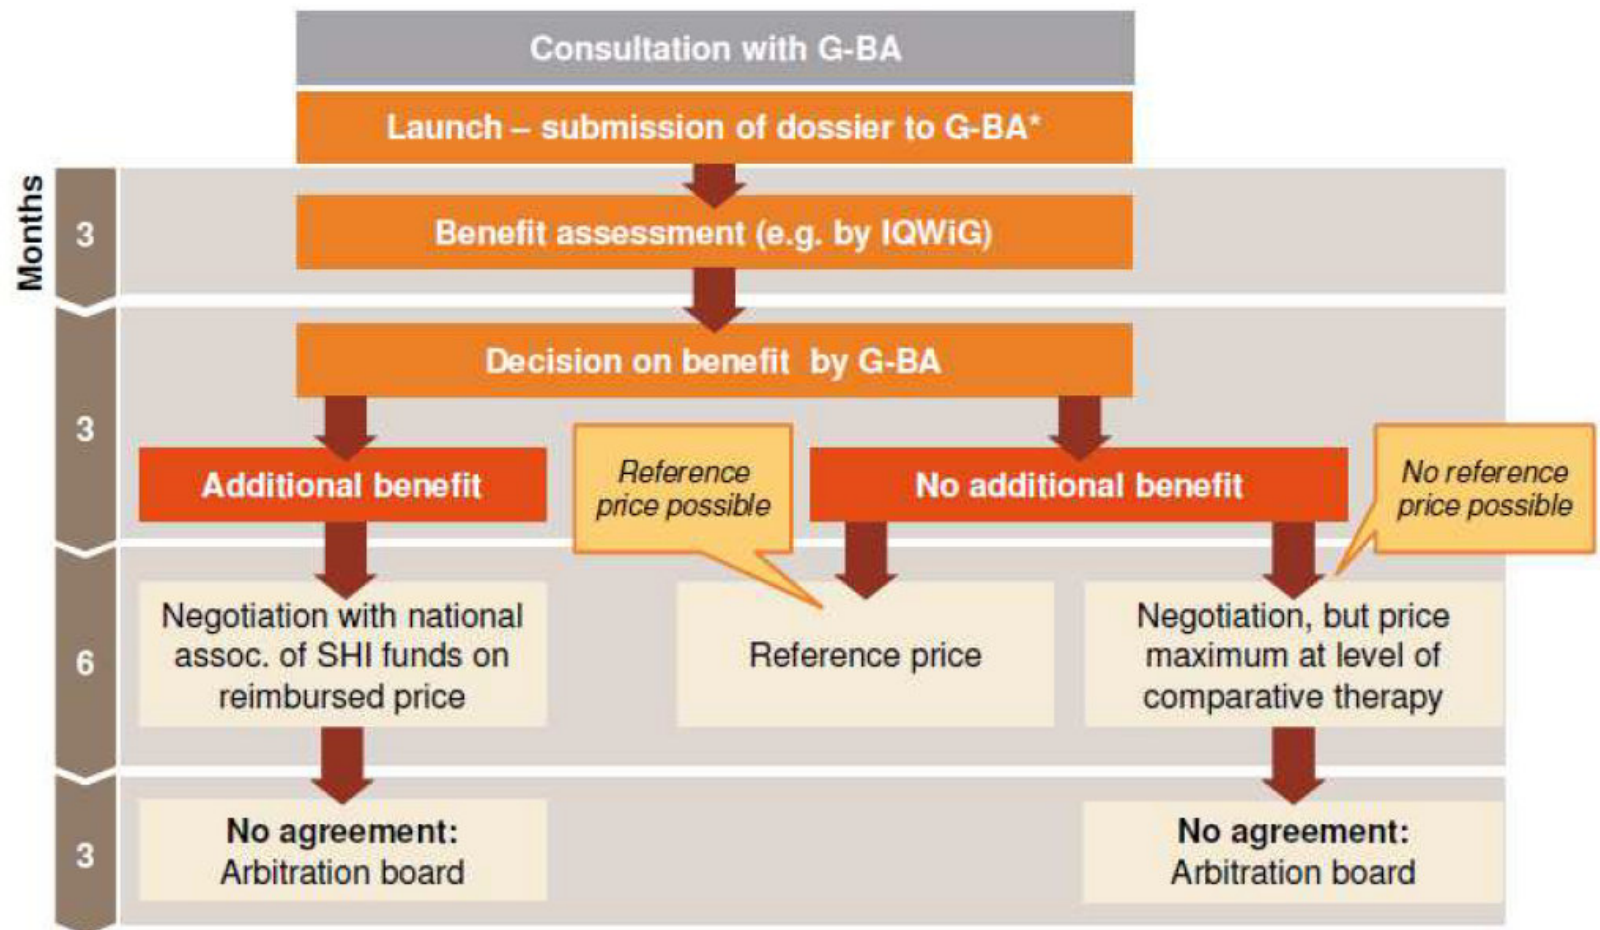 Consultation with G-BA
Launch – submission of dossier to G-BA*
Months
3
Benefit assessment (e.g. by IQWiG)
3
Decision on benefit by G-BA
Additional benefit
Reference
price possible
No additional benefit
No reference
price possible
6
Negotiation with national
assoc. of SHI funds on
reimbursed price
Reference price
Negotiation, but price
maximum at level of
comparative therapy
3
No agreement:
Arbitration board
No agreement:
Arbitration board